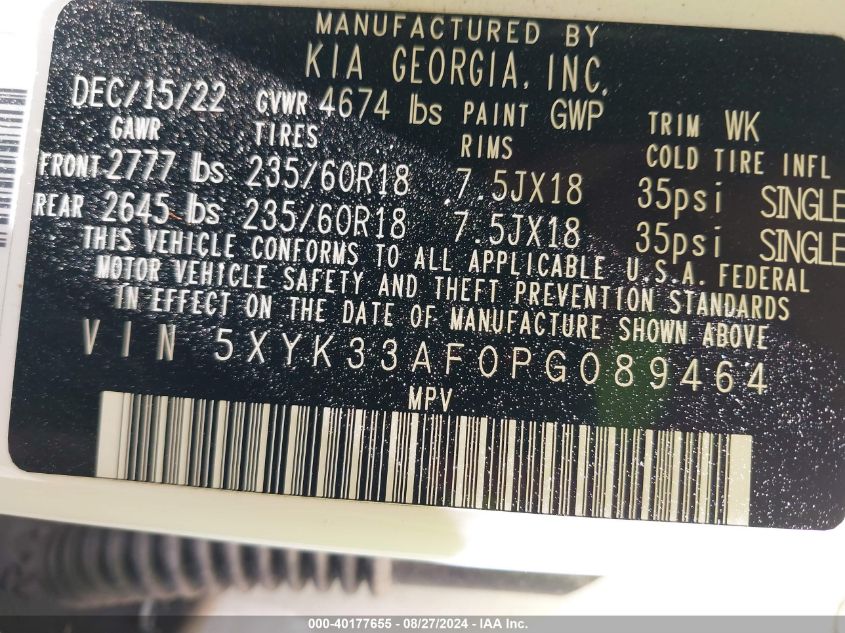 MANUFACTURED BY
KIA GEORGIA, INC.
DEC/15/22 GVWR 4674 lbs PAINT GWP TRIM WK
GAWR TIRES RIMS COLD TIRE INFL
FRONT 2777 lbs 235/60R18 7.5JX18 35psi SINGLE
REAR 2645 lbs 235/60R18 7.5JX18 35psi SINGLE
THIS VEHICLE CONFORMS TO ALL APPLICABLE U.S.A. FEDERAL
MOTOR VEHICLE SAFETY AND THEFT PREVENTION STANDARDS
IN EFFECT ON THE DATE OF MANUFACTURE SHOWN ABOVE
VIN 5XYK33AF0PG089464
MPV
000-40177655 - 08/27/2024 - IAA Inc.